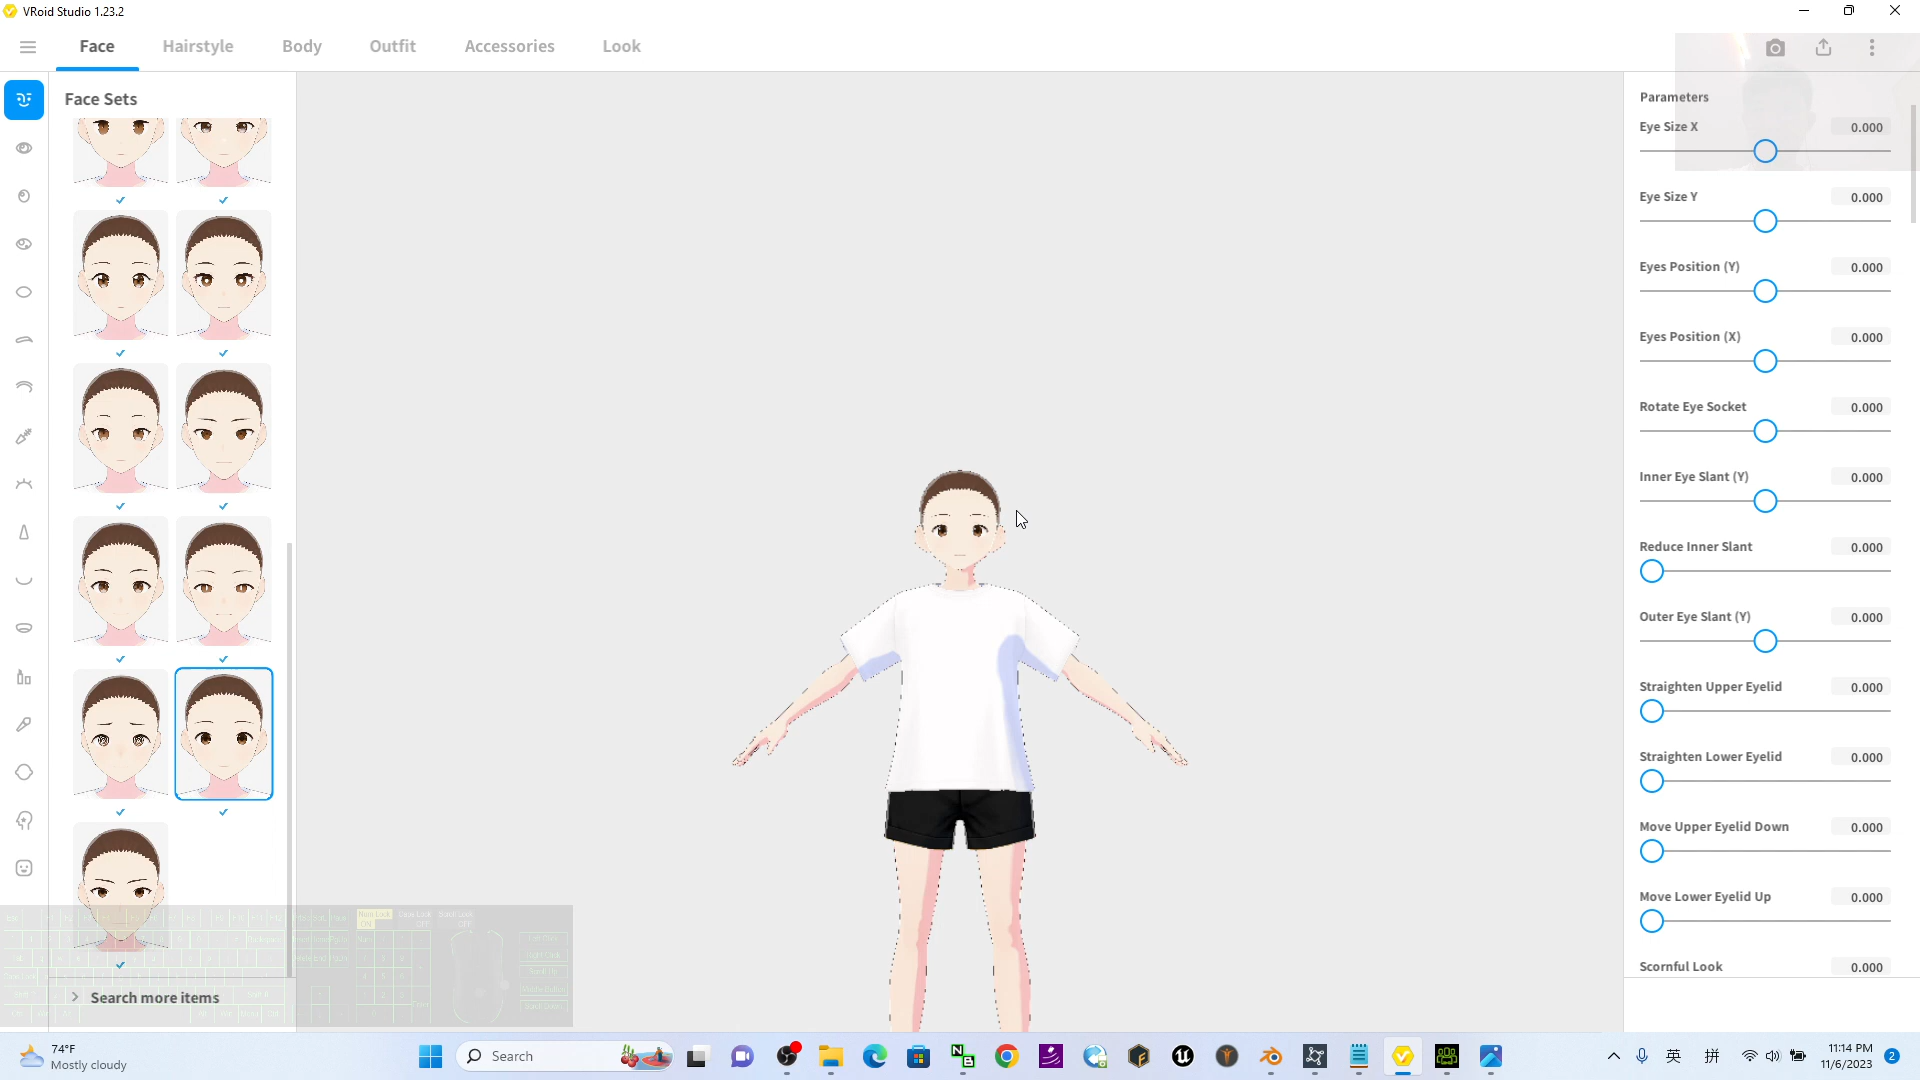 VRoid Studio 1.23.2
Face
Hairstyle
Body
Outfit
Accessories
Look
Face Sets
Search more items
Parameters
Eye Size X
0.000
Eye Size Y
0.000
Eyes Position (Y)
0.000
Eyes Position (X)
0.000
Rotate Eye Socket
0.000
Inner Eye Slant (Y)
0.000
Reduce Inner Slant
0.000
Outer Eye Slant (Y)
0.000
Straighten Upper Eyelid
0.000
Straighten Lower Eyelid
0.000
Move Upper Eyelid Down
0.000
Move Lower Eyelid Up
0.000
Scornful Look
0.000
74°F
Mostly cloudy
Search
英
拼
11:14 PM
11/6/2023
2